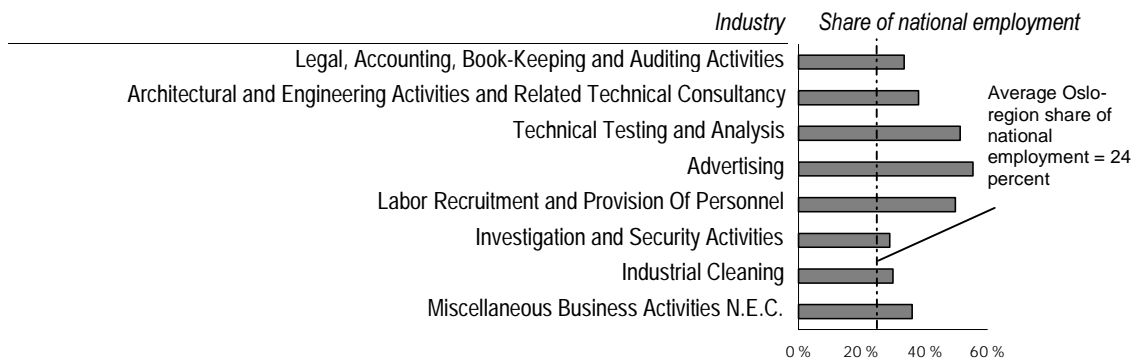 Industry Share of national employment
Legal, Accounting, Book-Keeping and Auditing Activities
Architectural and Engineering Activities and Related Technical Consultancy
Technical Testing and Analysis
Advertising
Labor Recruitment and Provision Of Personnel
Investigation and Security Activities
Industrial Cleaning
Miscellaneous Business Activities N.E.C.
Average Oslo-
region share of
national
employment = 24
percent
0 % 20 % 40 % 60 %